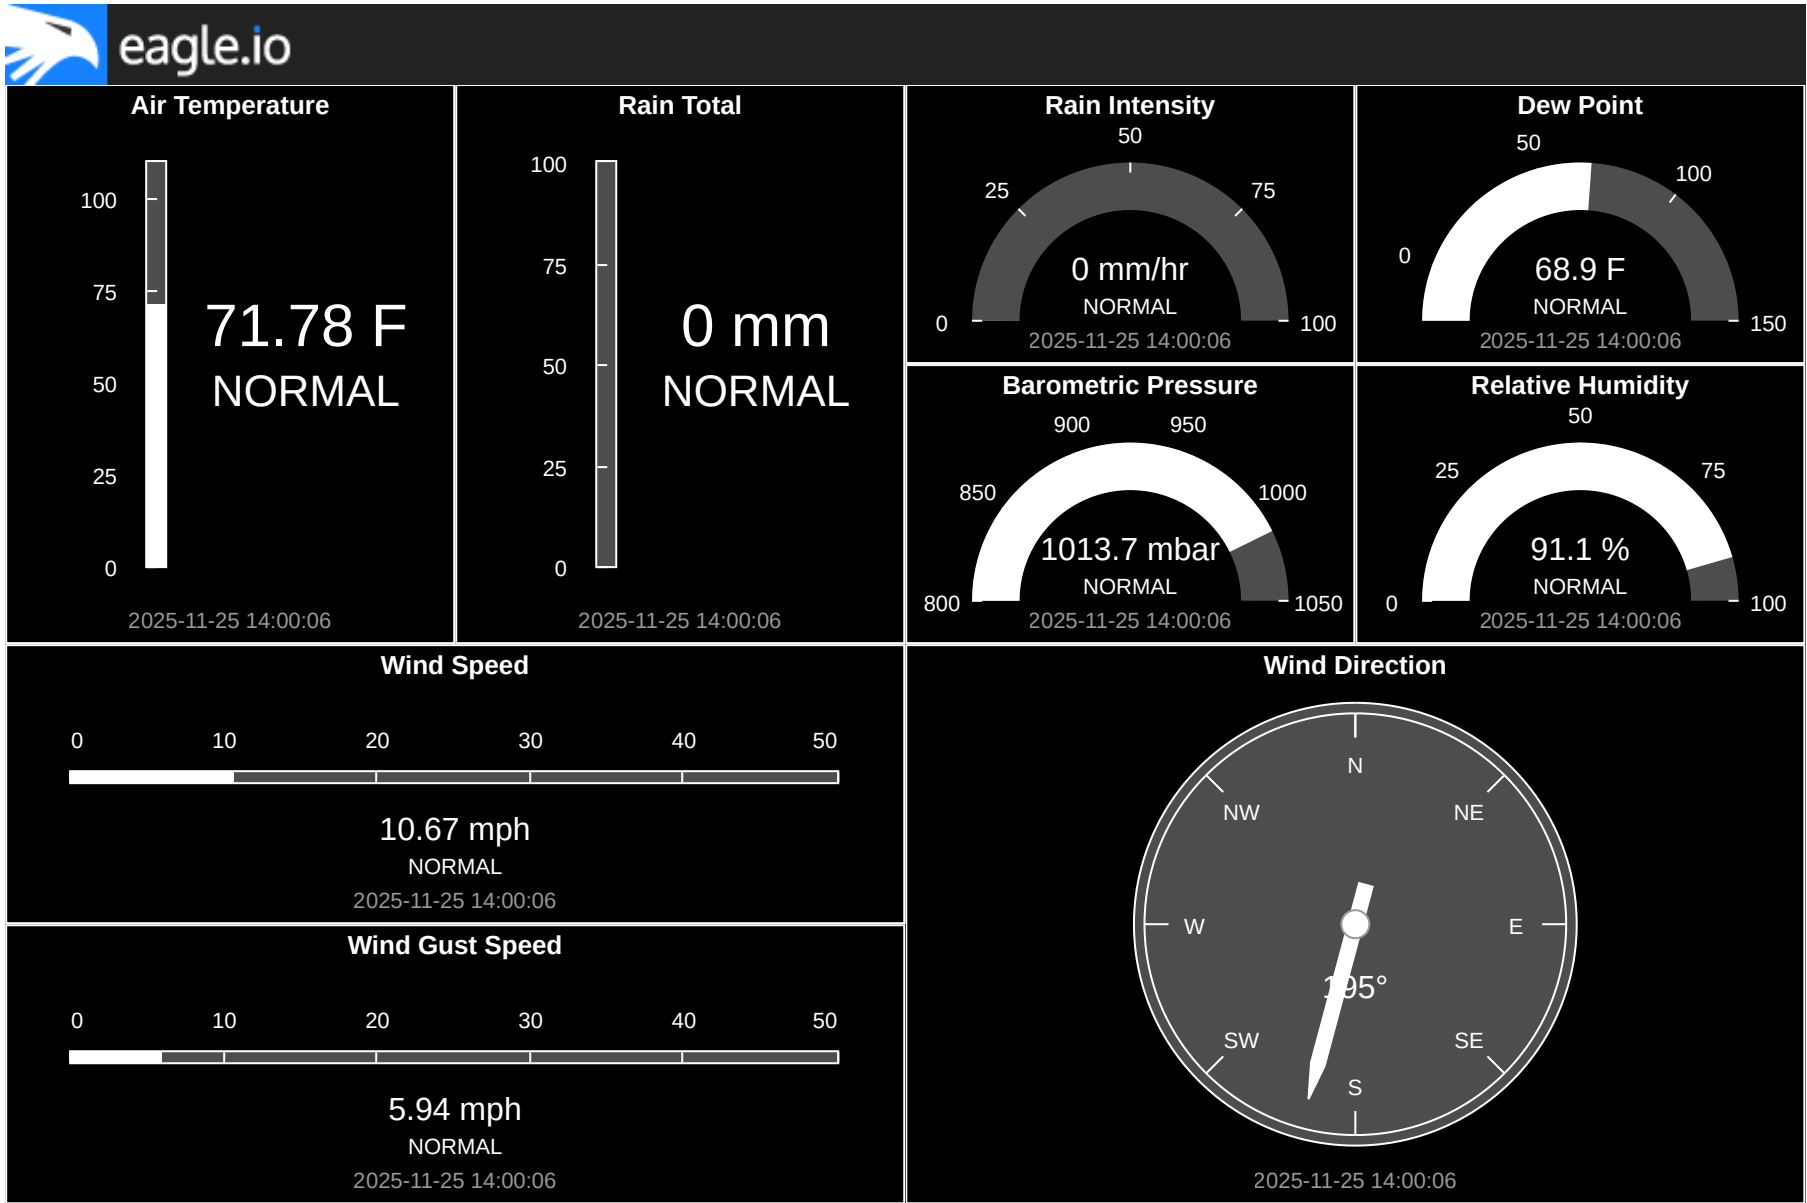 eagle.io
Air Temperature
100
75
50
25
0
71.78 F
NORMAL
2025-11-25 14:00:06
Rain Total
100
75
50
25
0
0 mm
NORMAL
2025-11-25 14:00:06
Rain Intensity
50
25
75
0
100
0 mm/hr
NORMAL
2025-11-25 14:00:06
Dew Point
50
100
0
150
68.9 F
NORMAL
2025-11-25 14:00:06
Barometric Pressure
900
950
850
1000
800
1050
1013.7 mbar
NORMAL
2025-11-25 14:00:06
Relative Humidity
50
25
75
0
100
91.1 %
NORMAL
2025-11-25 14:00:06
Wind Speed
0 10 20 30 40 50
10.67 mph
NORMAL
2025-11-25 14:00:06
Wind Gust Speed
0 10 20 30 40 50
5.94 mph
NORMAL
2025-11-25 14:00:06
Wind Direction
N
NW NE
W E
195°
SW SE
S
2025-11-25 14:00:06